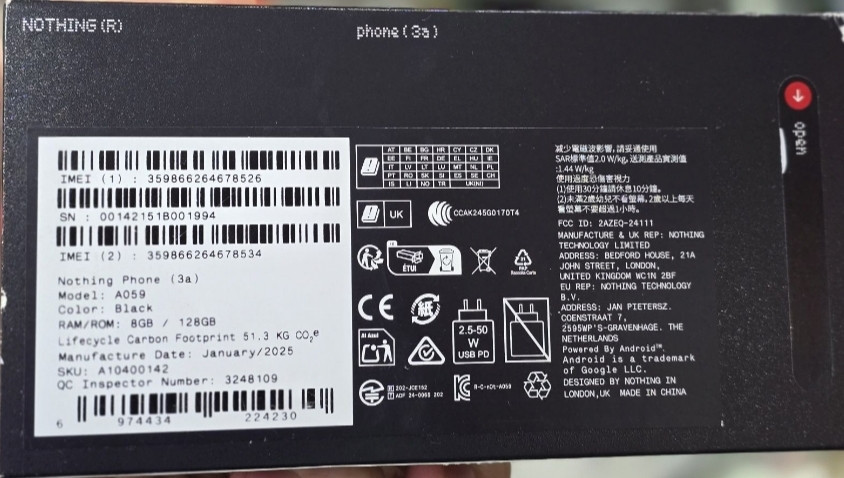 NOTHING (R)
phone (3a)
open
IMEI (1) : 359866264678526
SN : 00142151B001994
IMEI (2) : 359866264678534
Nothing Phone (3a)
Model: A059
Color: Black
RAM/ROM: 8GB / 128GB
Lifecycle Carbon Footprint 51.3 KG CO₂e
Manufacture Date: January/2025
SKU: A10400142
QC Inspector Number: 3248109
6 974434 224230
AT BE BG HR CY CZ DK
EE FI FR DE EL HU IE
IT LV LT LU MT NL PL
PT RO SK SI ES SE CH
IS LI NO TR UK(NI)
UK
CCAK245G0170T4
ÉTUI
PAP
CE
紙
2.5-50
W
USB PD
202-JCE152
ADF 24-0068 202
R-C-nOt-A059
減少電磁波影響,請妥適使用
SAR標準值2.0 W/kg, 送測產品實測值
:1.44 W/kg
使用過度恐傷害視力
(1)使用30分鐘請休息10分鐘。
(2)未滿2歲幼兒不看螢幕,2歲以上每天
看螢幕不要超過1小時。
FCC ID: 2AZEQ-24111
MANUFACTURE & UK REP: NOTHING
TECHNOLOGY LIMITED
ADDRESS: BEDFORD HOUSE, 21A
JOHN STREET, LONDON,
UNITED KINGDOM WC1N 2BF
EU REP: NOTHING TECHNOLOGY
B.V.
ADDRESS: JAN PIETERSZ.
COENSTRAAT 7,
2595WP'S-GRAVENHAGE. THE
NETHERLANDS
Powered By Android™.
Android is a trademark
of Google LLC.
DESIGNED BY NOTHING IN
LONDON,UK MADE IN CHINA